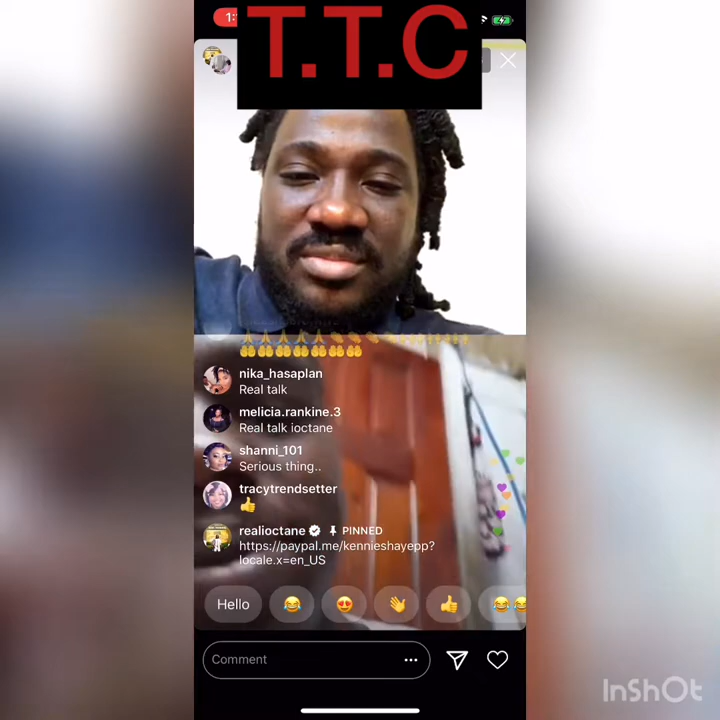 1:
T.T.C
nika_hasaplan
Real talk
melicia.rankine.3
Real talk ioctane
shanni_101
Serious thing..
tracytrendsetter
👍
realioctane PINNED
https://paypal.me/kennieshayepp?
locale.x=en_US
Hello
Comment
InShOt